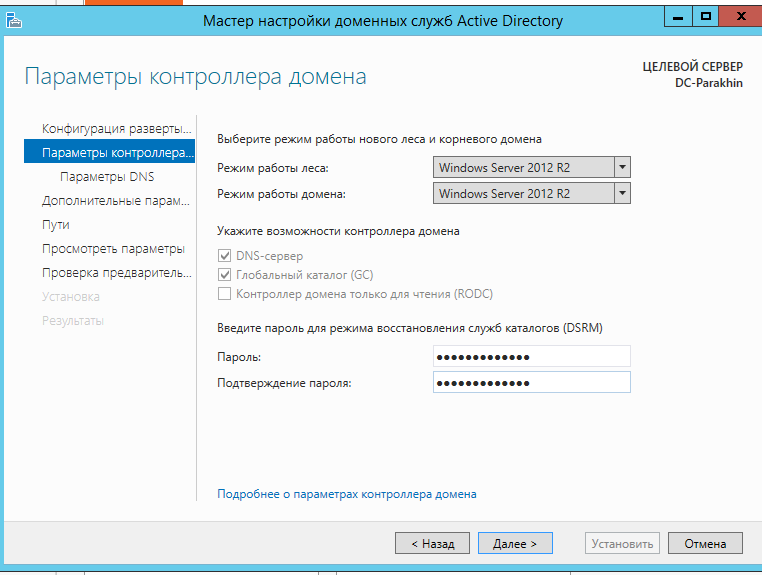 Мастер настройки доменных служб Active Directory
Параметры контроллера домена
ЦЕЛЕВОЙ СЕРВЕР
DC-Parakhin
Конфигурация разверты...
Параметры контроллера...
Параметры DNS
Дополнительные парам...
Пути
Просмотреть параметры
Проверка предваритель...
Установка
Результаты
Выберите режим работы нового леса и корневого домена
Режим работы леса: Windows Server 2012 R2
Режим работы домена: Windows Server 2012 R2
Укажите возможности контроллера домена
DNS-сервер
Глобальный каталог (GC)
Контроллер домена только для чтения (RODC)
Введите пароль для режима восстановления служб каталогов (DSRM)
Пароль: •••••••••••••
Подтверждение пароля: •••••••••••••
Подробнее о параметрах контроллера домена
< Назад Далее > Установить Отмена